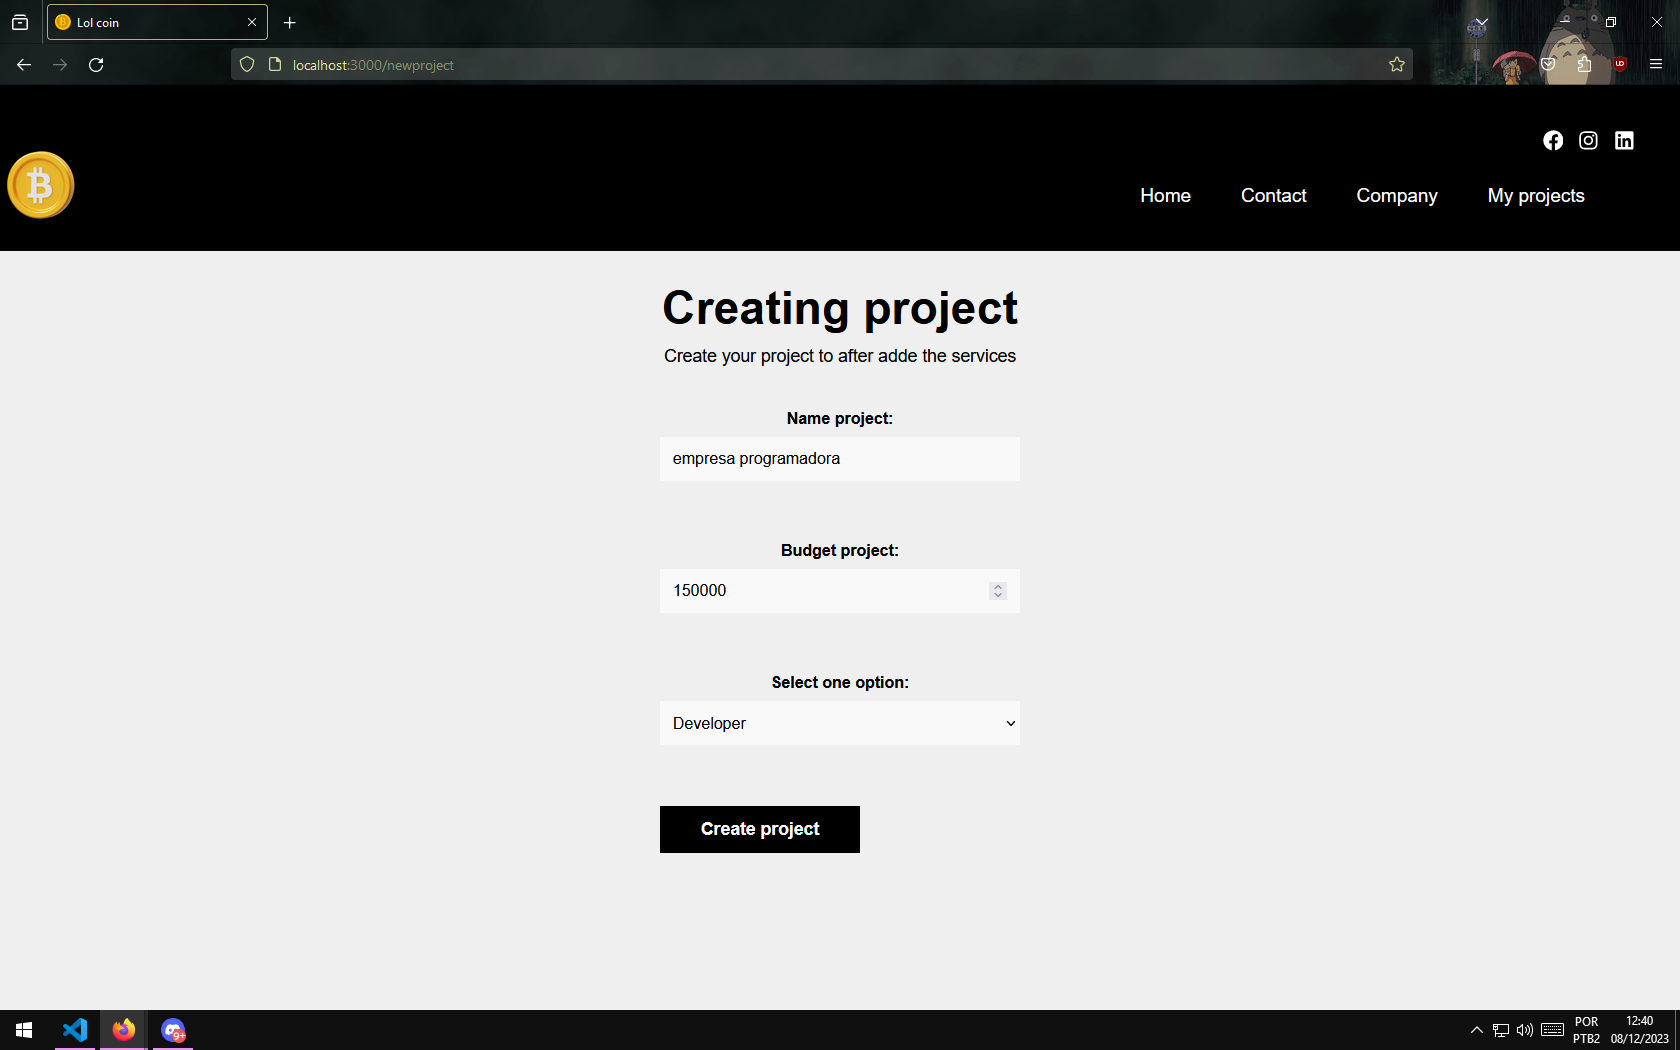 Lol coin
localhost:3000/newproject
Home Contact Company My projects
Creating project
Create your project to after adde the services
Name project:
empresa programadora
Budget project:
150000
Select one option:
Developer
Create project
9+
POR 12:40
PTB2 08/12/2023